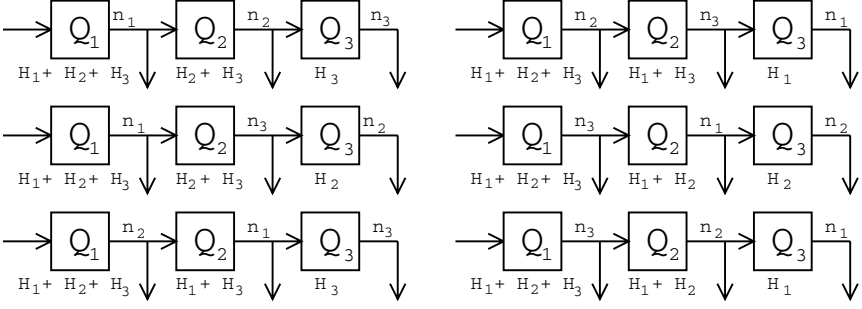 n1 n2 n3
Q1 Q2 Q3
H1+ H2+ H3 H2+ H3 H3
n2 n3 n1
Q1 Q2 Q3
H1+ H2+ H3 H1+ H3 H1
n1 n3 n2
Q1 Q2 Q3
H1+ H2+ H3 H2+ H3 H2
n3 n1 n2
Q1 Q2 Q3
H1+ H2+ H3 H1+ H2 H2
n2 n1 n3
Q1 Q2 Q3
H1+ H2+ H3 H1+ H3 H3
n3 n2 n1
Q1 Q2 Q3
H1+ H2+ H3 H1+ H2 H1